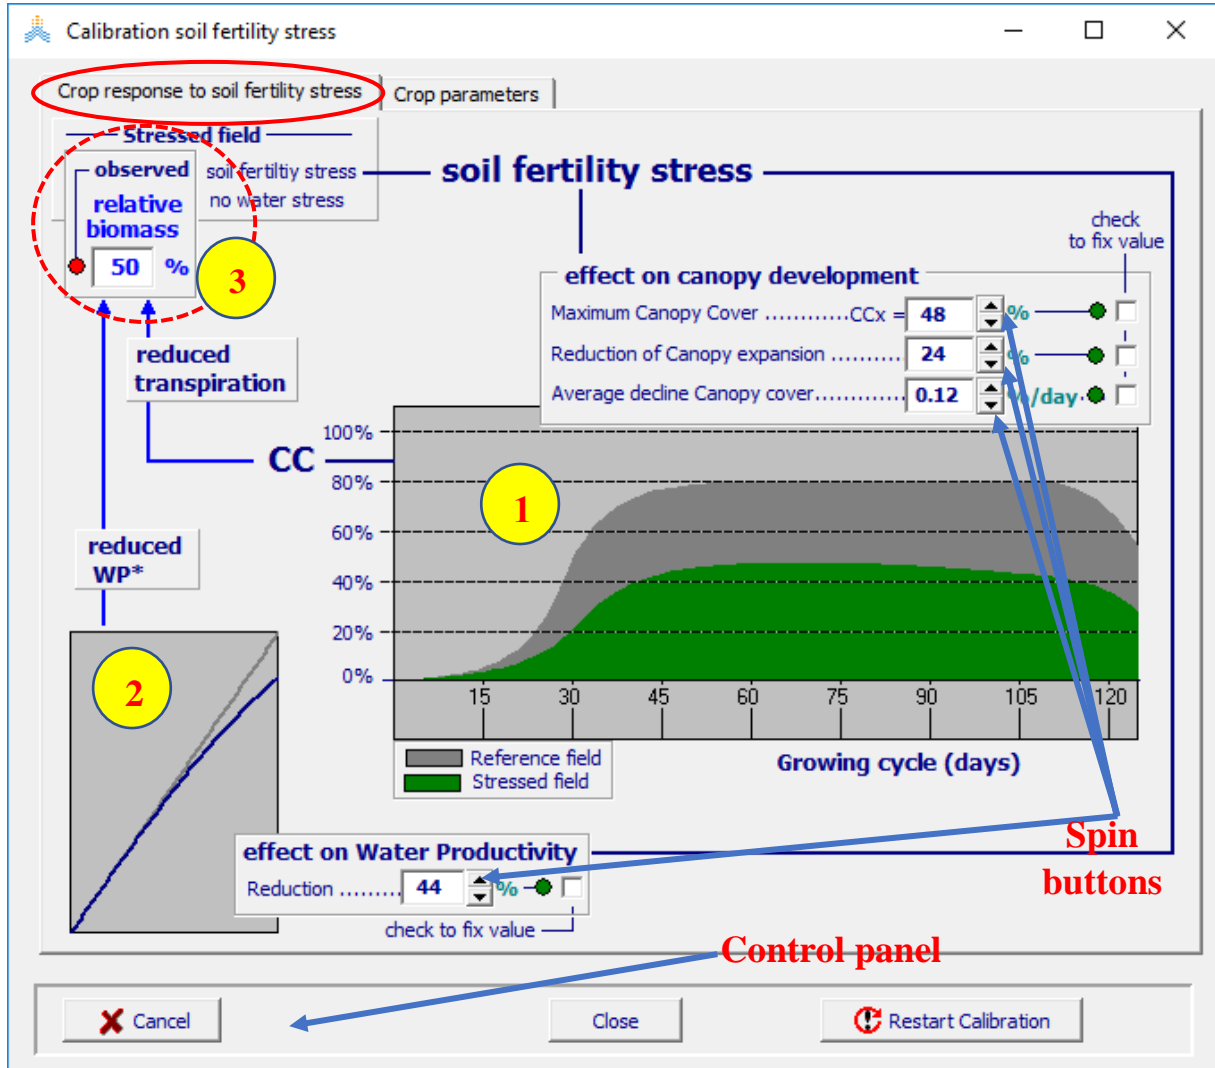 Calibration soil fertility stress
Crop response to soil fertility stress
Crop parameters
Stressed field
observed
soil fertiltiy stress
no water stress
relative
biomass
50 %
3
soil fertility stress
check
to fix value
effect on canopy development
Maximum Canopy Cover ............CCx = 48 %
Reduction of Canopy expansion .......... 24 %
Average decline Canopy cover............. 0.12 %/day
reduced
transpiration
CC
100%
80%
60%
40%
20%
0%
1
15 30 45 60 75 90 105 120
Reference field
Stressed field
Growing cycle (days)
reduced
WP*
2
effect on Water Productivity
Reduction ......... 44 %
check to fix value
Spin
buttons
Control panel
Cancel
Close
Restart Calibration